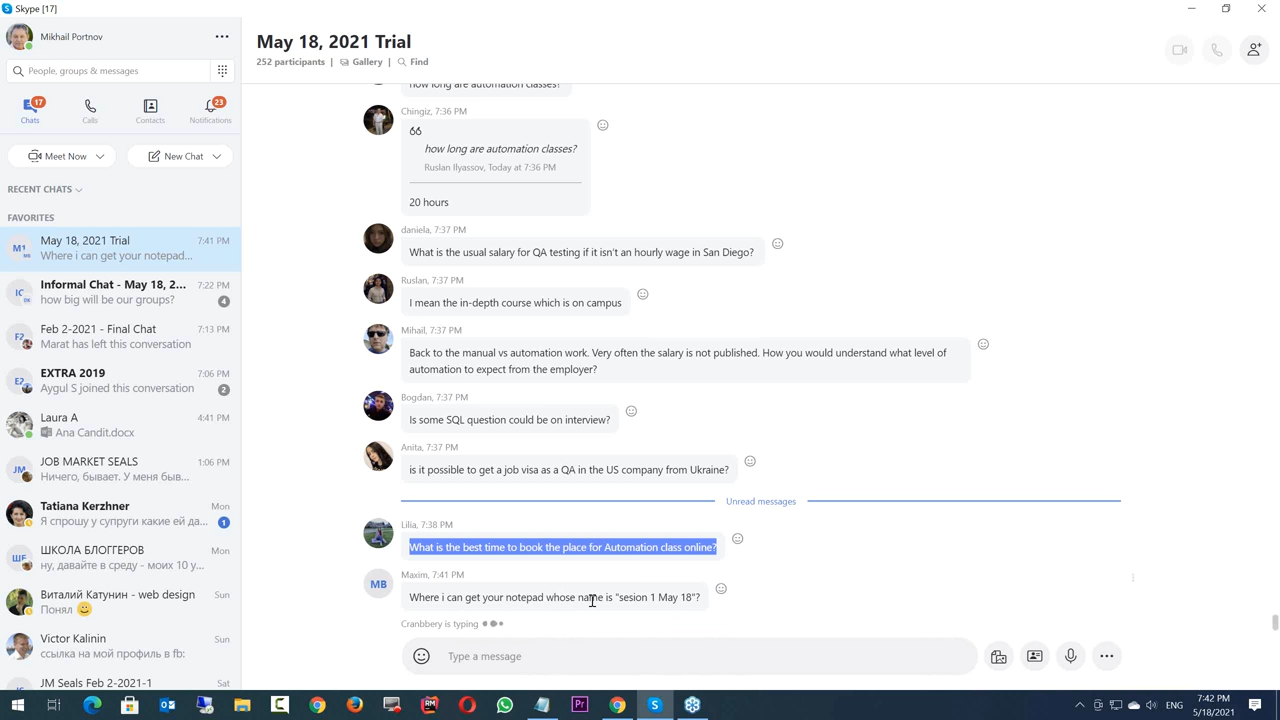 Skype [17]
Mikhail Portnov
People, groups & messages
17
23
Chats
Calls
Contacts
Notifications
Meet Now
New Chat
RECENT CHATS
FAVORITES
M1
MB
May 18, 2021 Trial
7:41 PM
Where i can get your notepad...
IC
DK
Informal Chat - May 18, 2...
7:22 PM
how big will be our groups?
4
F2
Feb 2-2021 - Final Chat
7:13 PM
Marat has left this conversation
E2
EXTRA 2019
7:06 PM
Aygul S joined this conversation
2
Laura A
4:41 PM
Ana Candit.docx
JM
JOB MARKET SEALS
1:06 PM
Ничего, бывает. У меня быв...
Tatiana Kerzhner
Mon
Я спрошу у супруги какие ей да...
1
ШБ
ШКОЛА БЛОГГЕРОВ
Mon
ну, давайте в среду - моих 10 у...
Виталий Катунин - web design
Sun
Понял
Victor Kalinin
Sun
ссылка на мой профиль в fb:
JM Seals Feb 2-2021-1
Sat
May 18, 2021 Trial
252 participants | Gallery | Find
how long are automation classes?
Chingiz, 7:36 PM
how long are automation classes?
Ruslan Ilyassov, Today at 7:36 PM
20 hours
daniela, 7:37 PM
What is the usual salary for QA testing if it isn't an hourly wage in San Diego?
Ruslan, 7:37 PM
I mean the in-depth course which is on campus
Mihail, 7:37 PM
Back to the manual vs automation work. Very often the salary is not published. How you would understand what level of
automation to expect from the employer?
Bogdan, 7:37 PM
Is some SQL question could be on interview?
Anita, 7:37 PM
is it possible to get a job visa as a QA in the US company from Ukraine?
Unread messages
Lilia, 7:38 PM
What is the best time to book the place for Automation class online?
Maxim, 7:41 PM
MB
Where i can get your notepad whose name is "sesion 1 May 18"?
Cranbbery is typing
Type a message
ENG
7:42 PM
5/18/2021